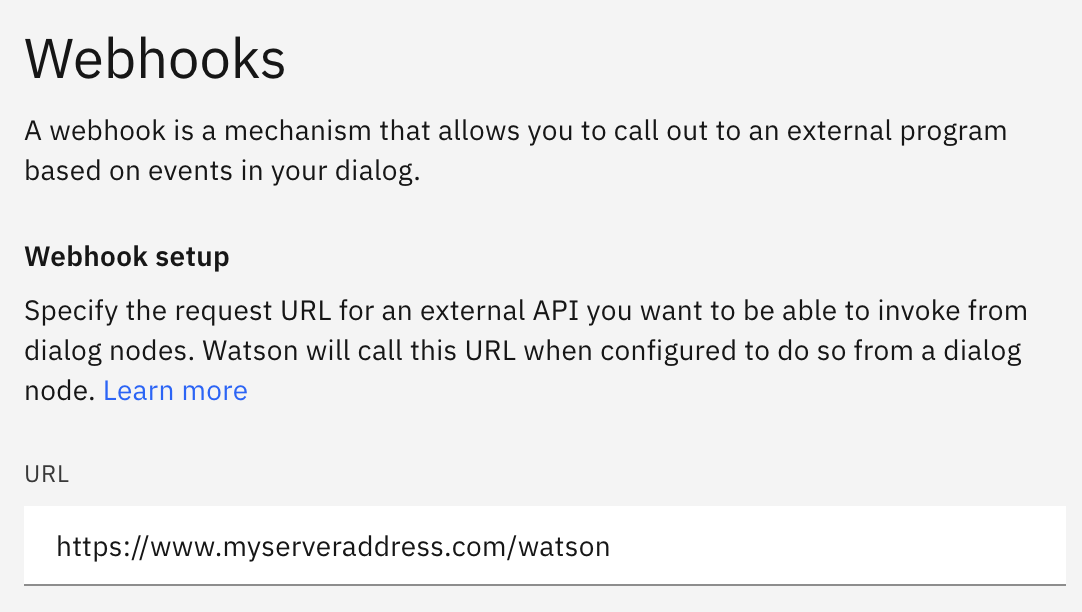 Webhooks
A webhook is a mechanism that allows you to call out to an external program
based on events in your dialog.
Webhook setup
Specify the request URL for an external API you want to be able to invoke from
dialog nodes. Watson will call this URL when configured to do so from a dialog
node. Learn more
URL
https://www.myserveraddress.com/watson